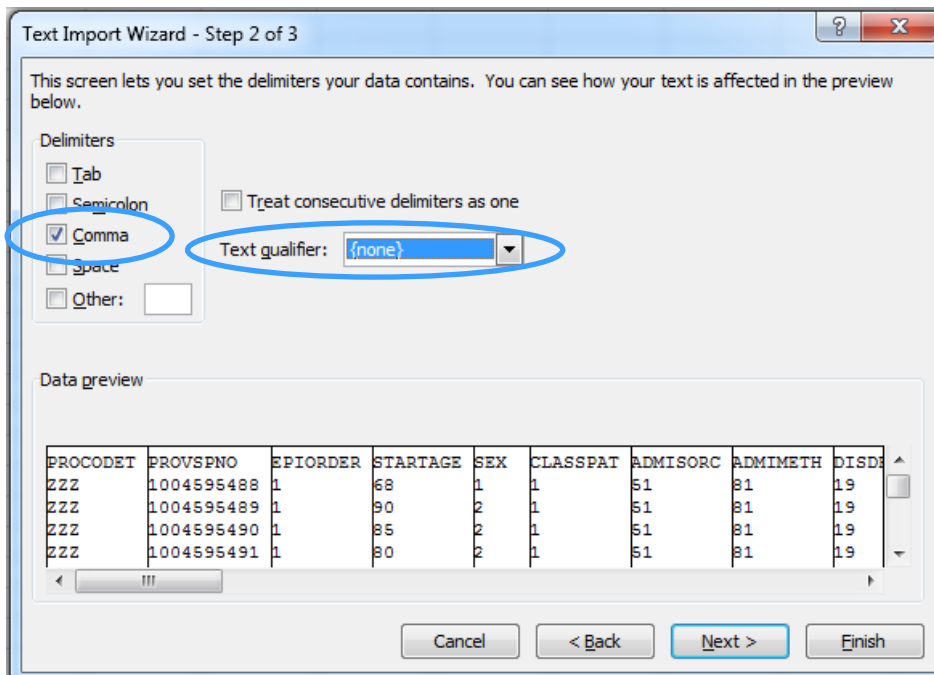 Text Import Wizard - Step 2 of 3
This screen lets you set the delimiters your data contains.  You can see how your text is affected in the preview
below.
Delimiters
Tab
Semicolon
Treat consecutive delimiters as one
Comma
Text qualifier: {none}
Space
Other:
Data preview
PROCODET PROVSPNO EPIORDER STARTAGE SEX CLASSPAT ADMISORC ADMIMETH
ZZZ 1004595488 1 68 1 1 51 81 19
ZZZ 1004595489 1 90 2 1 51 81 19
ZZZ 1004595490 1 85 2 1 51 81 19
ZZZ 1004595491 1 80 2 1 51 81 19
Cancel < Back Next > Finish